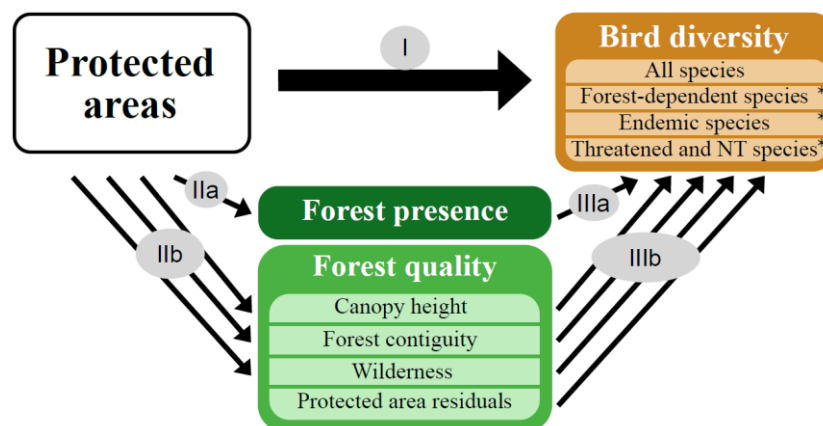 Protected
areas
I
Bird diversity
All species
Forest-dependent species *
Endemic species *
Threatened and NT species*
IIa
Forest presence
IIIa
IIb
Forest quality
IIIb
Canopy height
Forest contiguity
Wilderness
Protected area residuals